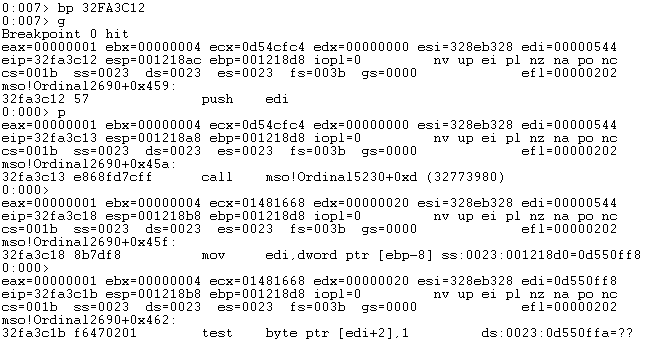 0:007> bp 32FA3C12
0:007> g
Breakpoint 0 hit
eax=00000001 ebx=00000004 ecx=0d54cfc4 edx=00000000 esi=328eb328 edi=00000544
eip=32fa3c12 esp=001218ac ebp=001218d8 iopl=0 nv up ei pl nz na po nc
cs=001b ss=0023 ds=0023 es=0023 fs=003b gs=0000 efl=00000202
mso!Ordinal2690+0x459:
32fa3c12 57 push edi
0:000> p
eax=00000001 ebx=00000004 ecx=0d54cfc4 edx=00000000 esi=328eb328 edi=00000544
eip=32fa3c13 esp=001218a8 ebp=001218d8 iopl=0 nv up ei pl nz na po nc
cs=001b ss=0023 ds=0023 es=0023 fs=003b gs=0000 efl=00000202
mso!Ordinal2690+0x45a:
32fa3c13 e868fd7cff call mso!Ordinal5230+0xd (32773980)
0:000>
eax=00000001 ebx=00000004 ecx=01481668 edx=00000020 esi=328eb328 edi=00000544
eip=32fa3c18 esp=001218b8 ebp=001218d8 iopl=0 nv up ei pl nz na po nc
cs=001b ss=0023 ds=0023 es=0023 fs=003b gs=0000 efl=00000202
mso!Ordinal2690+0x45f:
32fa3c18 8b7df8 mov edi,dword ptr [ebp-8] ss:0023:001218d0=0d550ff8
0:000>
eax=00000001 ebx=00000004 ecx=01481668 edx=00000020 esi=328eb328 edi=0d550ff8
eip=32fa3c1b esp=001218b8 ebp=001218d8 iopl=0 nv up ei pl nz na po nc
cs=001b ss=0023 ds=0023 es=0023 fs=003b gs=0000 efl=00000202
mso!Ordinal2690+0x462:
32fa3c1b f6470201 test byte ptr [edi+2],1 ds:0023:0d550ffa=??